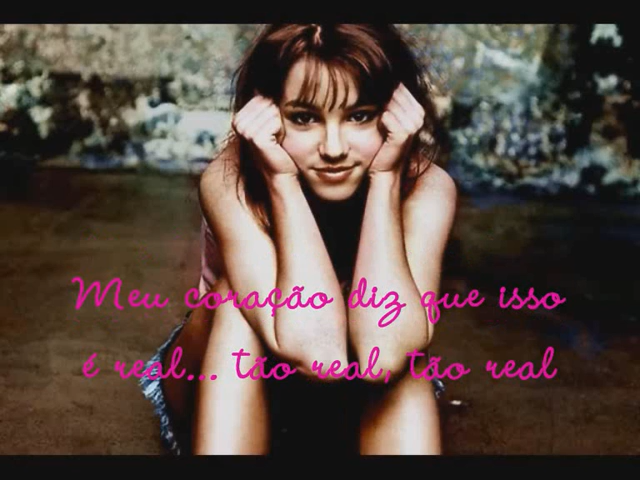 Meu coração diz que isso
é real... tão real, tão real